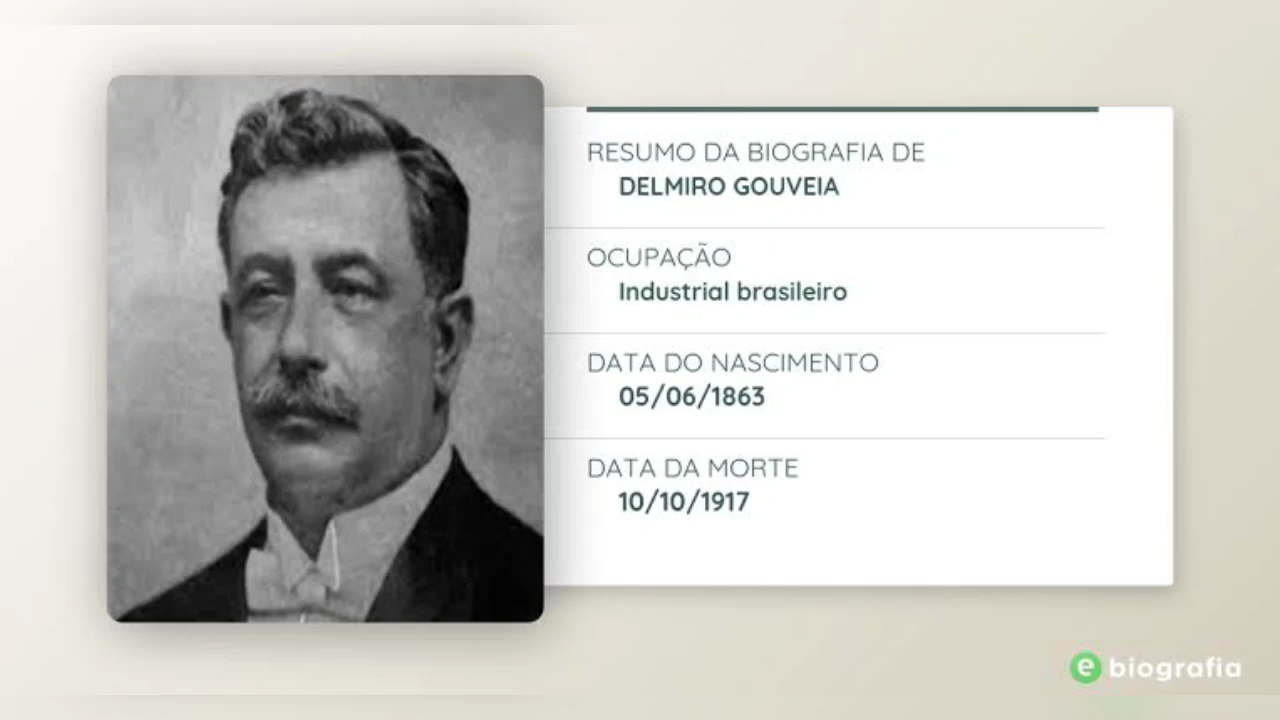 RESUMO DA BIOGRAFIA DE
DELMIRO GOUVEIA
OCUPAÇÃO
Industrial brasileiro
DATA DO NASCIMENTO
05/06/1863
DATA DA MORTE
10/10/1917
e biografia